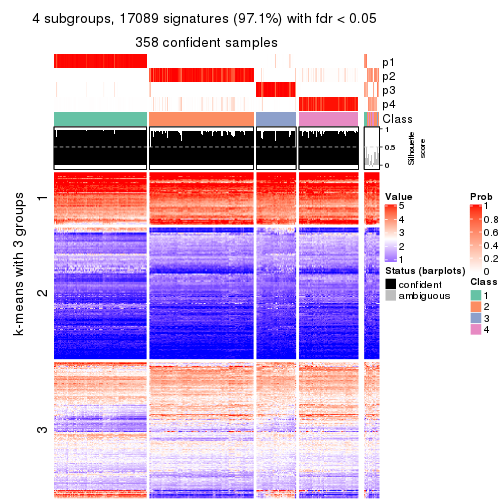 4 subgroups, 17089 signatures (97.1%) with fdr < 0.05
358 confident samples
p1
p2
p3
p4
Class
1
0.5
0
Silhouette
score
k-means with 3 groups
1
2
3
Value
5
4
3
2
1
Status (barplots)
confident
ambiguous
Prob
1
0.8
0.6
0.4
0.2
0
Class
1
2
3
4